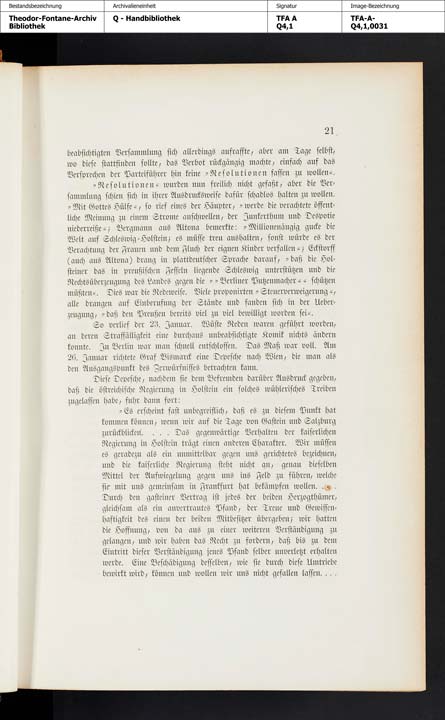 Bestandsbezeichnung
Archivalieneinheit
Signatur
Image-Bezeichnung
Theodor-Fontane-Archiv
Bibliothek
Q - Handbibliothek
TFA A
Q4,1
TFA-A-
Q4,1,0031
21
beabsichtigten Versammlung sich allerdings aufraffte, aber am Tage selbst,
wo diese stattfinden sollte, das Verbot rückgängig machte, einfach auf das
Versprechen der Parteiführer hin keine »Resolutionen fassen zu wollen«.
»Resolutionen« wurden nun freilich nicht gefaßt, aber die Ver-
sammlung schien sich in ihrer Ausdrucksweise dafür schadlos halten zu wollen.
»Mit Gottes Hülfe«, so rief eines der Häupter, »werde die verachtete öffent-
liche Meinung zu einem Strome anschwollen, der Junkerthum und Despotie
niederreiße«; Bergmann aus Altona bemerkte: »Millionenäugig gucke die
Welt auf Schleswig-Holstein; es müsse treu aushalten, sonst würde es der
Verachtung der Frauen und dem Fluch der eignen Kinder verfallen«; Eckstorff
(auch aus Altona) drang in plattdeutscher Sprache darauf, »daß die Hol-
steiner das in preußischen Fesseln liegende Schleswig unterstützen und die
Rechtsüberzeugung des Landes gegen die »»Berliner Putzenmacher«« schützen
müßten«. Dies war die Redeweise. Viele proponirten »Steuerverweigerung«,
alle drangen auf Einberufung der Stände und fanden sich in der Ueber-
zeugung, »daß den Preußen bereits viel zu viel bewilligt worden sei«.
So verlief der 23. Januar. Wüste Reden waren geführt worden,
an deren Straffälligkeit eine durchaus unbeabsichtigte Komik nichts ändern
konnte. In Berlin war man schnell entschlossen. Das Maß war voll. Am
26. Januar richtete Graf Bismarck eine Depesche nach Wien, die man als
den Ausgangspunkt des Zerwürfnisses betrachten kann.
Diese Depesche, nachdem sie dem Befremden darüber Ausdruck gegeben,
daß die östreichische Regierung in Holstein ein solches wühlerisches Treiben
zugelassen habe, fuhr dann fort:
»Es erscheint fast unbegreiflich, daß es zu diesem Punkt hat
kommen können, wenn wir auf die Tage von Gastein und Salzburg
zurückblicken. . . . Das gegenwärtige Verhalten der kaiserlichen
Regierung in Holstein trägt einen anderen Charakter. Wir müssen
es geradezu als ein unmittelbar gegen uns gerichtetes bezeichnen,
und die kaiserliche Regierung steht nicht an, genau dieselben
Mittel der Aufwiegelung gegen uns ins Feld zu führen, welche
sie mit uns gemeinsam in Frankfurt hat bekämpfen wollen. . . .
Durch den gasteiner Vertrag ist jedes der beiden Herzogthümer,
gleichsam als ein anvertrautes Pfand, der Treue und Gewissen-
haftigkeit des einen der beiden Mitbesitzer übergeben; wir hatten
die Hoffnung, von da aus zu einer weiteren Verständigung zu
gelangen, und wir haben das Recht zu fordern, daß bis zu dem
Eintritt dieser Verständigung jenes Pfand selber unverletzt erhalten
werde. Eine Beschädigung desselben, wie sie durch diese Umtriebe
bewirkt wird, können und wollen wir uns nicht gefallen lassen. . . .